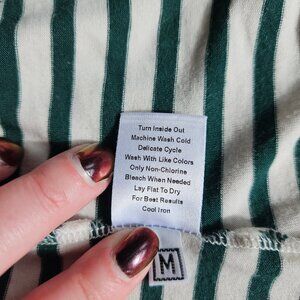 Turn Inside Out
Machine Wash Cold
Delicate Cycle
Wash With Like Colors
Only Non-Chlorine
Bleach When Needed
Lay Flat To Dry
For Best Results
Cool Iron
M